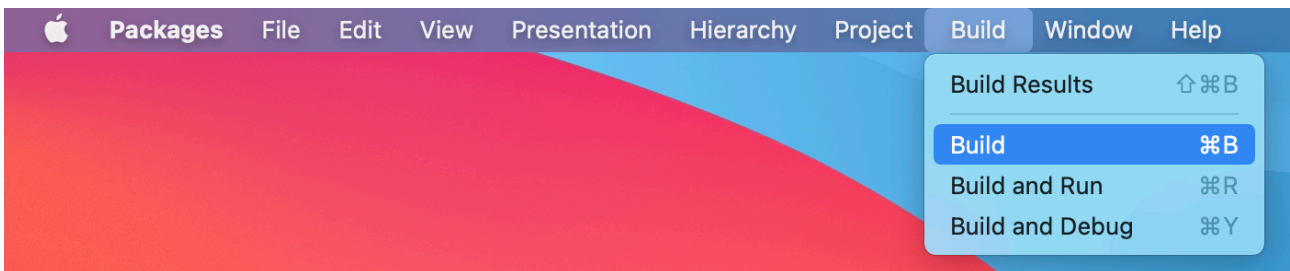 Packages File Edit View Presentation Hierarchy Project Build Window Help
Build Results ⇧⌘B
Build ⌘B
Build and Run ⌘R
Build and Debug ⌘Y